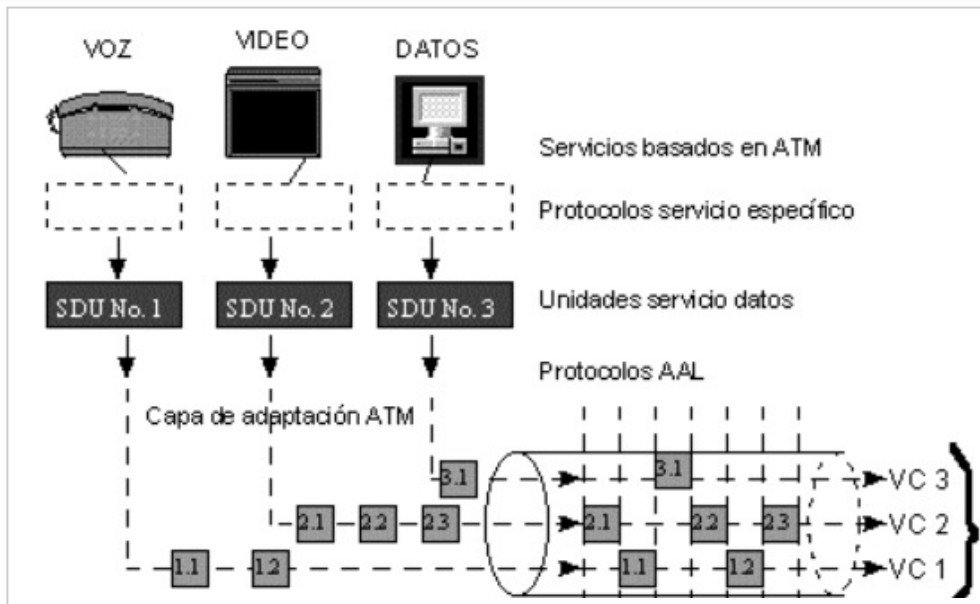 VOZ
VIDEO
DATOS
Servicios basados en ATM
Protocolos servicio específico
SDU No. 1
SDU No. 2
SDU No. 3
Unidades servicio datos
Protocolos AAL
Capa de adaptación ATM
3.1
3.1
VC 3
2.1
2.2
2.3
2.1
2.2
2.3
VC 2
1.1
1.2
1.1
1.2
VC 1